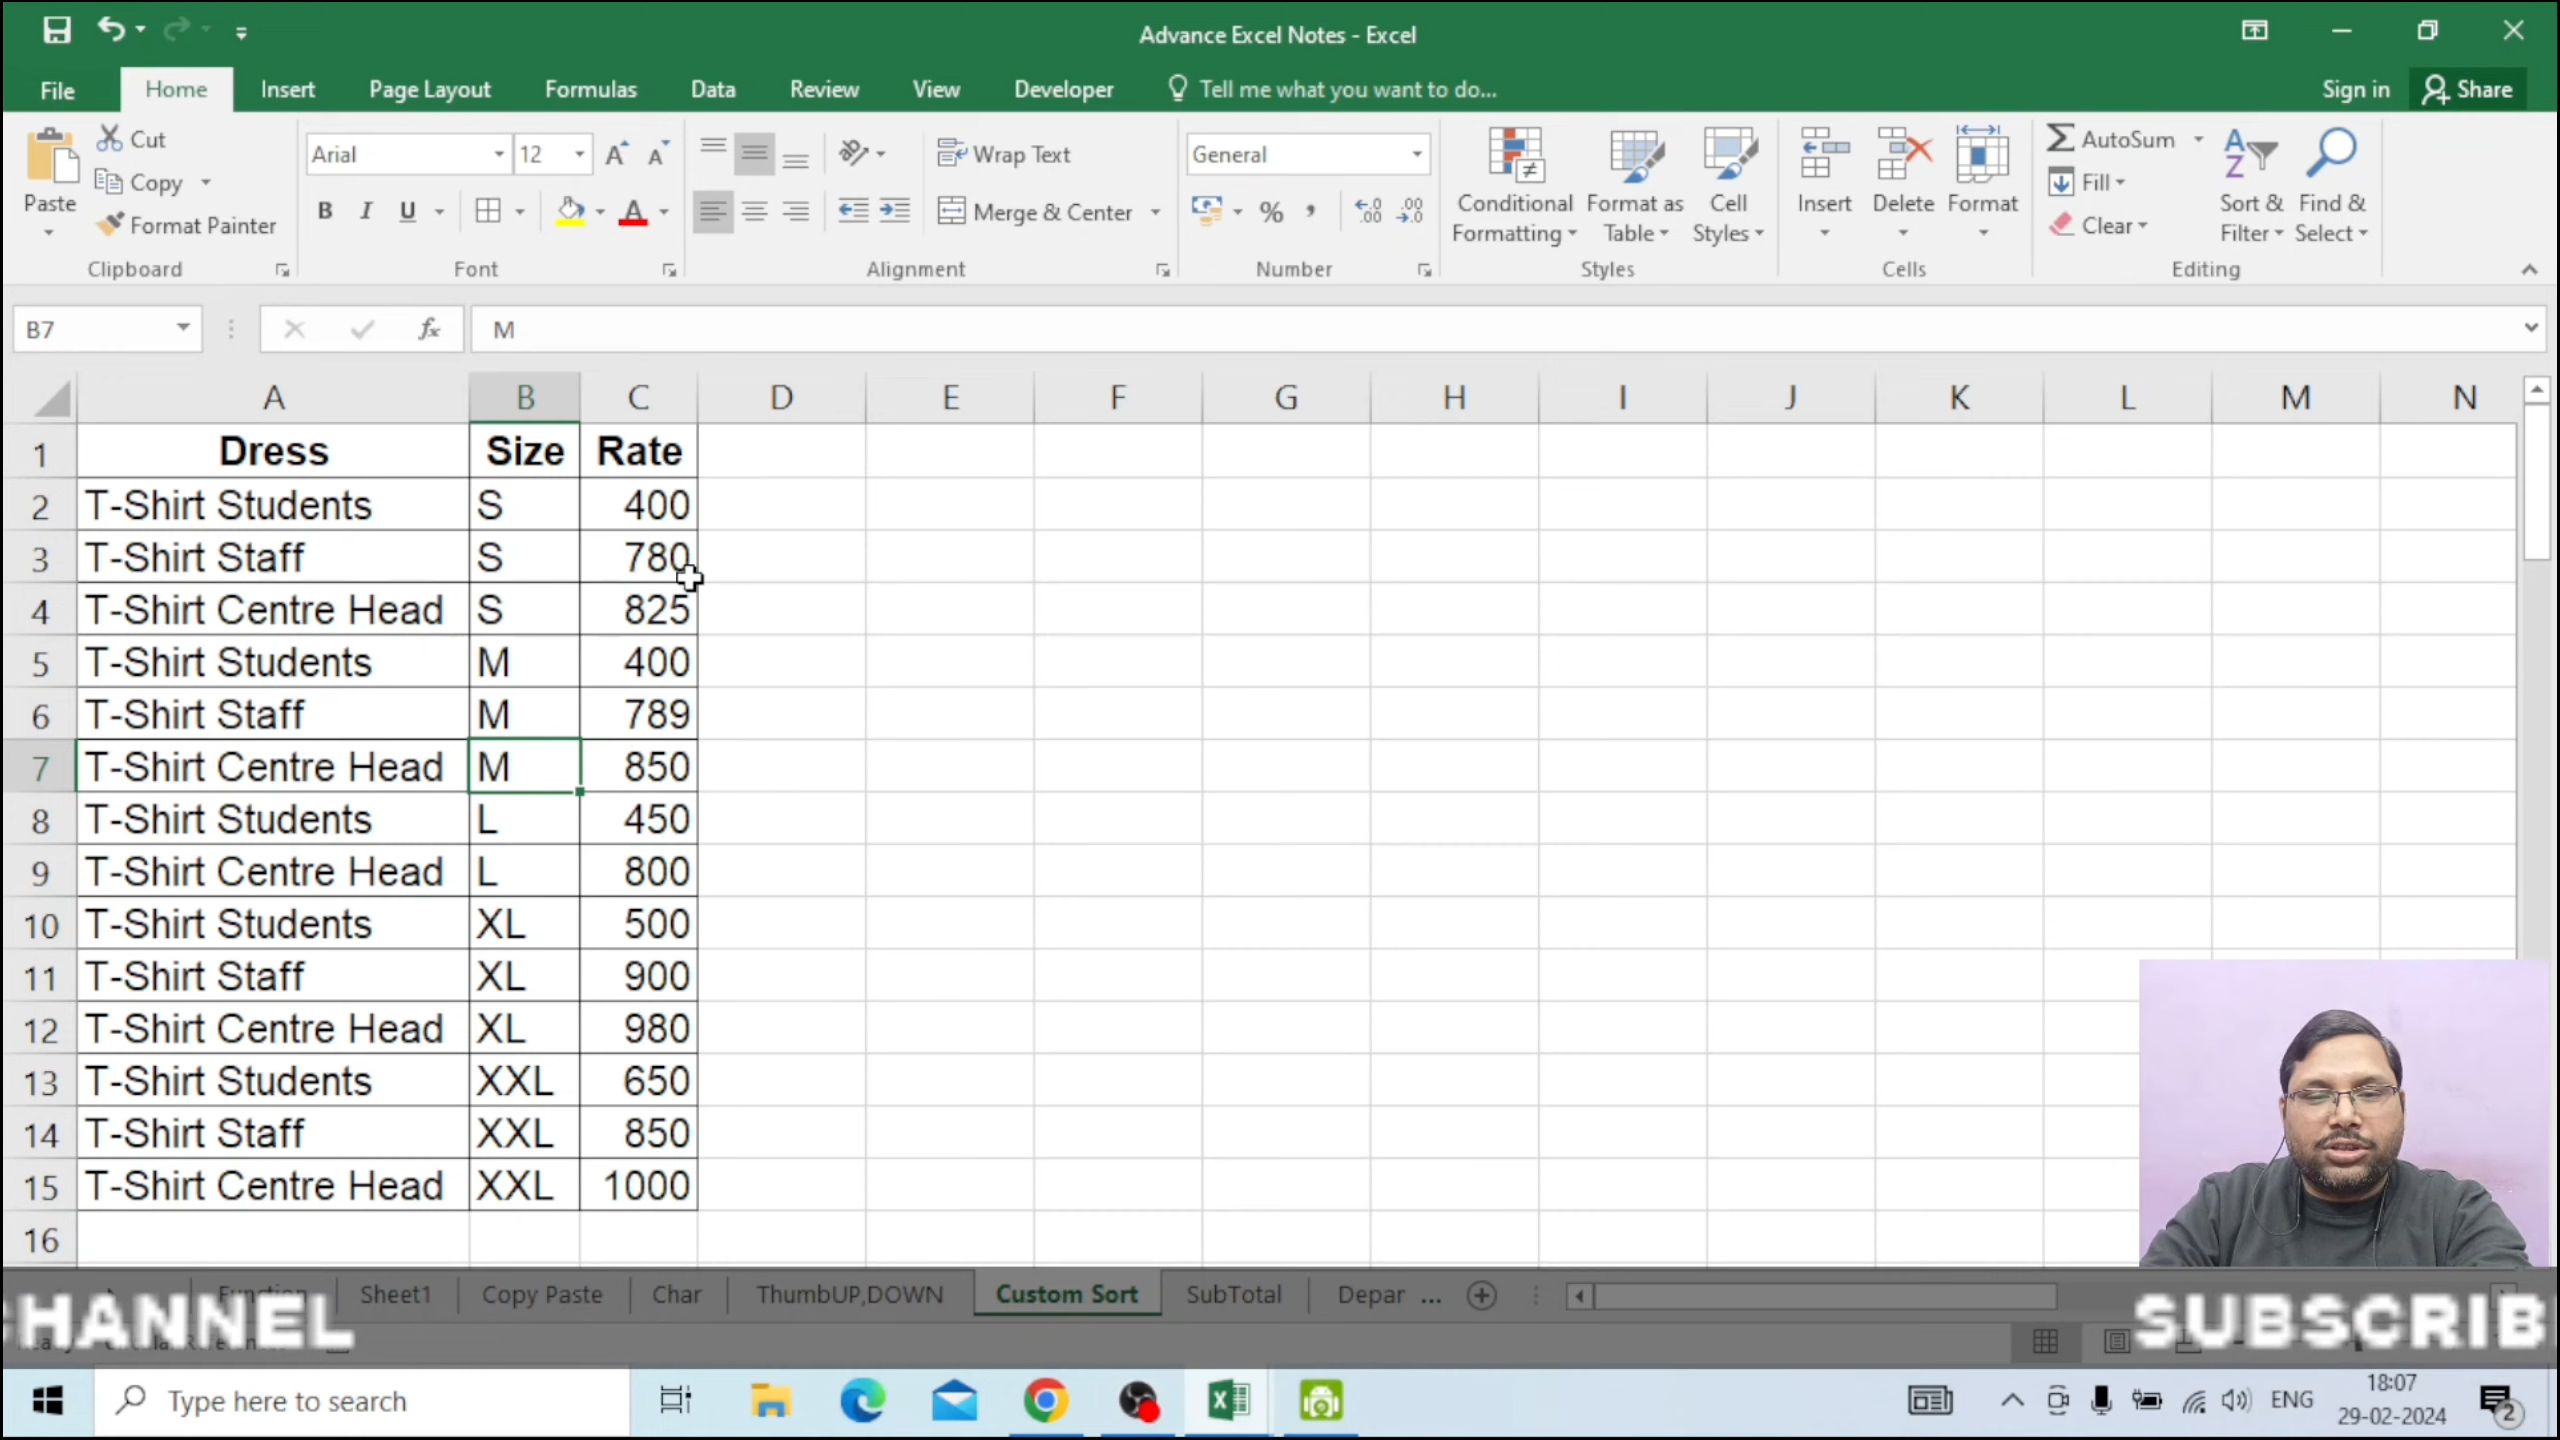 Advance Excel Notes - Excel
File Home Insert Page Layout Formulas Data Review View Developer Tell me what you want to do... Sign in Share
Paste Cut Copy Format Painter Clipboard
Arial 12 B I U Font
Wrap Text Merge & Center Alignment
General % Number
Conditional Formatting Format as Table Cell Styles Styles
Insert Delete Format Cells
AutoSum Fill Clear Sort & Filter Find & Select Editing
B7 fx M
A B C D E F G H I J K L M N
1 Dress Size Rate
2 T-Shirt Students S 400
3 T-Shirt Staff S 780
4 T-Shirt Centre Head S 825
5 T-Shirt Students M 400
6 T-Shirt Staff M 789
7 T-Shirt Centre Head M 850
8 T-Shirt Students L 450
9 T-Shirt Centre Head L 800
10 T-Shirt Students XL 500
11 T-Shirt Staff XL 900
12 T-Shirt Centre Head XL 980
13 T-Shirt Students XXL 650
14 T-Shirt Staff XXL 850
15 T-Shirt Centre Head XXL 1000
16
Function Sheet1 Copy Paste Char ThumbUP,DOWN Custom Sort SubTotal Depar ...
CHANNEL SUBSCRIB
Type here to search ENG 18:07
29-02-2024 2